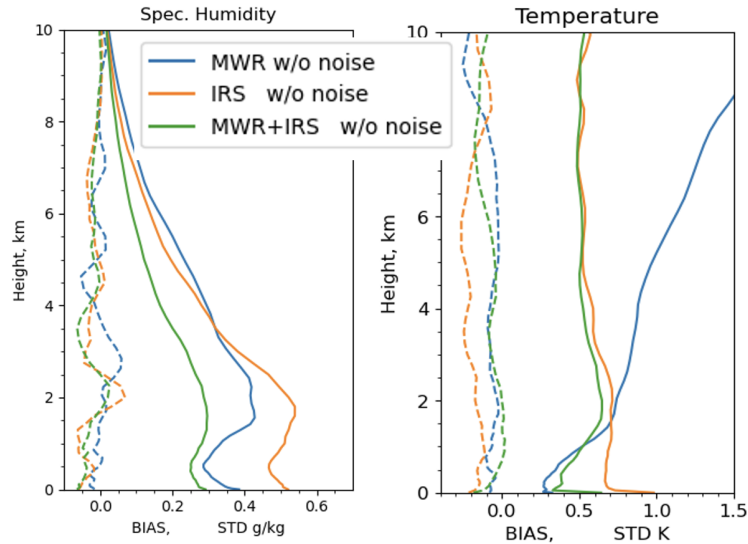 Spec. Humidity
Temperature
MWR w/o noise
IRS w/o noise
MWR+IRS w/o noise
Height, km
10
8
6
4
2
0
0.0 0.2 0.4 0.6
BIAS, STD g/kg
Height, km
10
6
4
2
0
0.0 0.5 1.0 1.5
BIAS, STD K